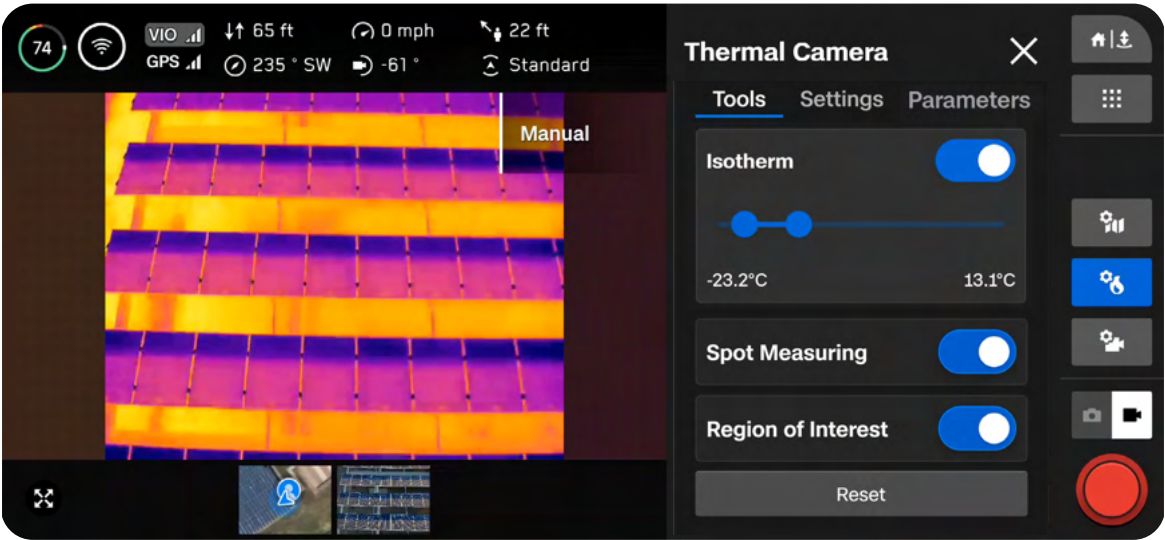 74
VIO
65 ft
0 mph
22 ft
GPS
235 ° SW
-61 °
Standard
Manual
Thermal Camera
Tools Settings Parameters
Isotherm
-23.2°C 13.1°C
Spot Measuring
Region of Interest
Reset